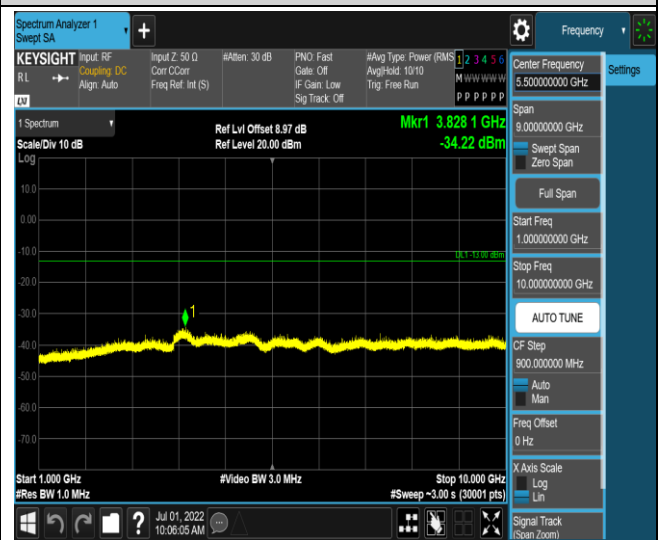 Spectrum Analyzer 1
Swept SA
+
Frequency
KEYSIGHT
Input: RF
Coupling: DC
Align: Auto
Input Z: 50 Ω
Corr CCorr
Freq Ref: Int (S)
#Atten: 30 dB
PNO: Fast
Gate: Off
IF Gain: Low
Sig Track: Off
#Avg Type: Power (RMS
Avg|Hold: 10/10
Trig: Free Run
1 2 3 4 5 6
M W W W W W
P P P P P P
RL
LXI
1 Spectrum
Scale/Div 10 dB
Ref Lvl Offset 8.97 dB
Ref Level 20.00 dBm
Mkr1 3.828 1 GHz
-34.22 dBm
Log
10.0
0.00
-10.0
-20.0
-30.0
-40.0
-50.0
-60.0
-70.0
DL1 -13.00 dBm
1
Start 1.000 GHz
#Res BW 1.0 MHz
#Video BW 3.0 MHz
Stop 10.000 GHz
#Sweep ~3.00 s (30001 pts)
?
Jul 01, 2022
10:06:05 AM
Center Frequency
5.500000000 GHz
Settings
Span
9.00000000 GHz
Swept Span
Zero Span
Full Span
Start Freq
1.000000000 GHz
Stop Freq
10.000000000 GHz
AUTO TUNE
CF Step
900.000000 MHz
Auto
Man
Freq Offset
0 Hz
X Axis Scale
Log
Lin
Signal Track
(Span Zoom)